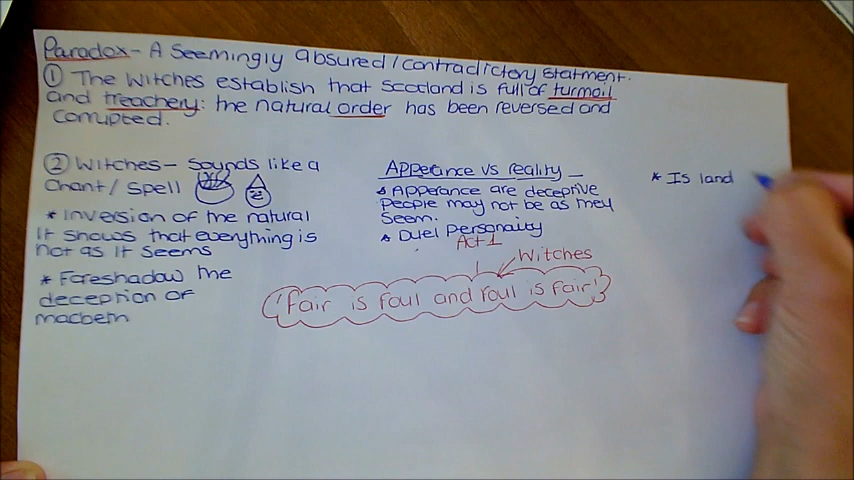 Paradox - A Seemingly absured / contradictory statment.
① The witches establish that Scotland is full of turmoil
and treachery: the natural order has been reversed and
corrupted.
② Witches - Sounds like a
Chant / Spell
* Inversion of the natural
It shows that everything is
not as it seems
* Foreshadow the
deception of
macbeth
Apperance vs reality -
* Apperance are deceptive
People may not be as they
Seem.
* Duel Personality
Act 1
Witches
'Fair is foul and foul is fair'
* Is land